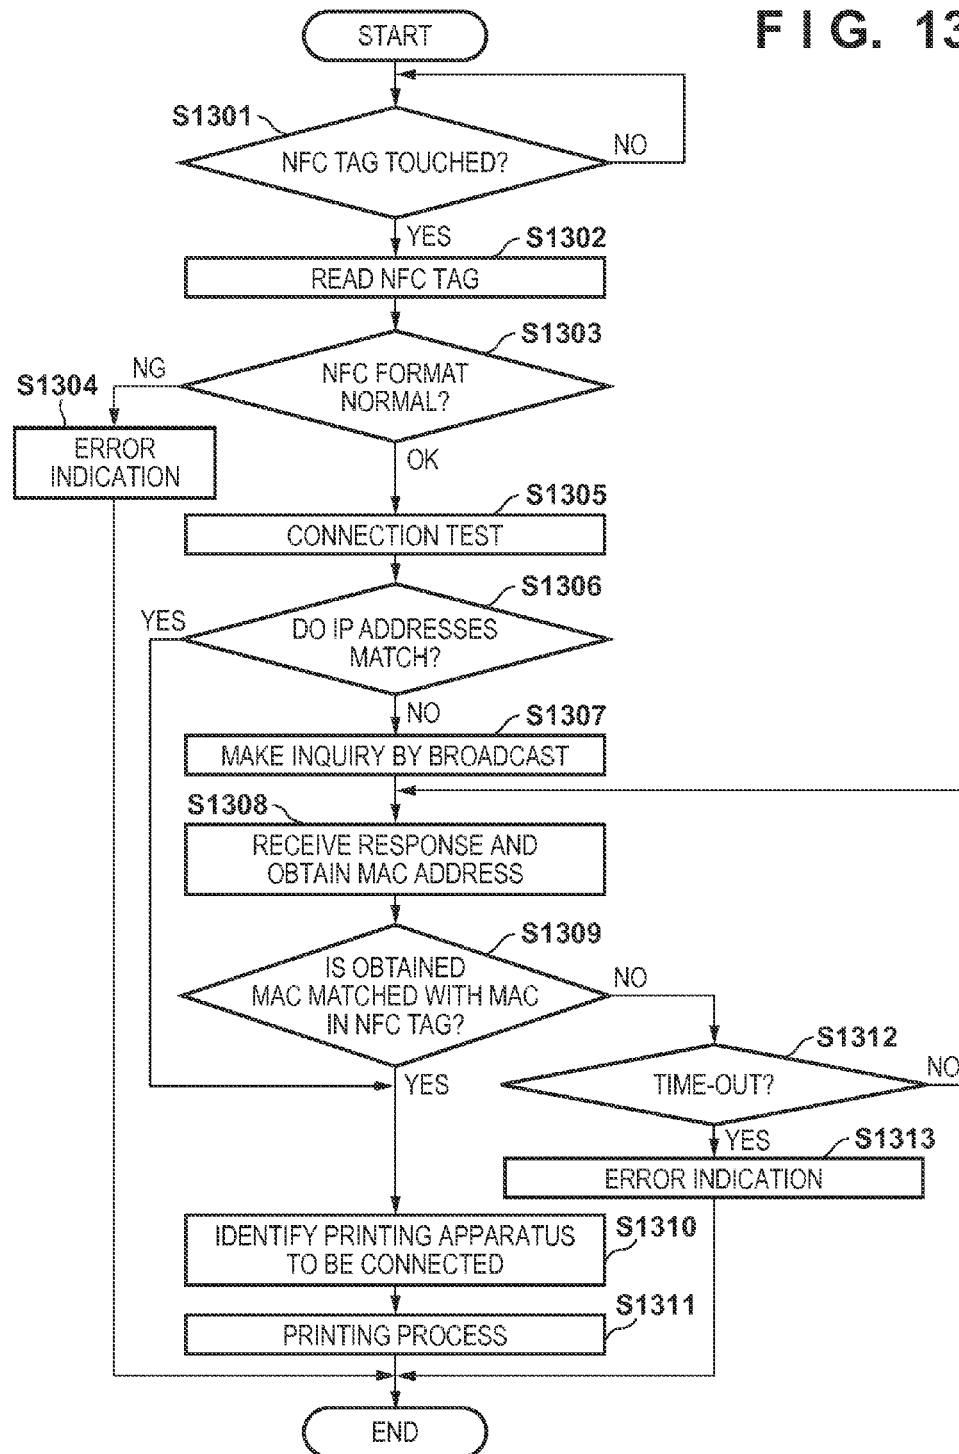 FIG. 13
START
S1301
NFC TAG TOUCHED?
NO
YES
S1302
READ NFC TAG
S1303
NG
S1304
NFC FORMAT
NORMAL?
ERROR
INDICATION
OK
S1305
CONNECTION TEST
S1306
YES
DO IP ADDRESSES
MATCH?
NO
S1307
MAKE INQUIRY BY BROADCAST
S1308
RECEIVE RESPONSE AND
OBTAIN MAC ADDRESS
S1309
IS OBTAINED
MAC MATCHED WITH MAC
IN NFC TAG?
NO
S1312
YES
TIME-OUT?
NO
YES
S1313
ERROR INDICATION
IDENTIFY PRINTING APPARATUS
TO BE CONNECTED
S1310
S1311
PRINTING PROCESS
END